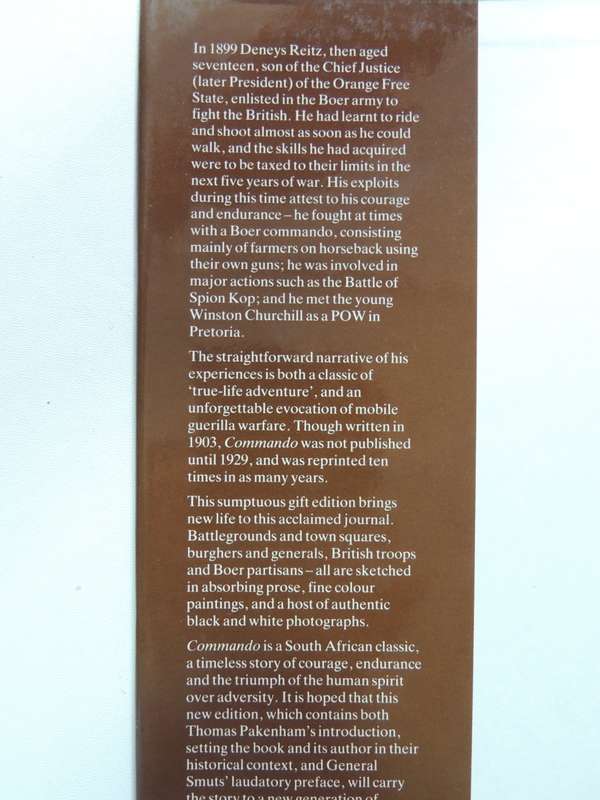 In 1899 Deneys Reitz, then aged
seventeen, son of the Chief Justice
(later President) of the Orange Free
State, enlisted in the Boer army to
fight the British. He had learnt to ride
and shoot almost as soon as he could
walk, and the skills he had acquired
were to be taxed to their limits in the
next five years of war. His exploits
during this time attest to his courage
and endurance – he fought at times
with a Boer commando, consisting
mainly of farmers on horseback using
their own guns; he was involved in
major actions such as the Battle of
Spion Kop; and he met the young
Winston Churchill as a POW in
Pretoria.
The straightforward narrative of his
experiences is both a classic of
‘true-life adventure’, and an
unforgettable evocation of mobile
guerilla warfare. Though written in
1903, Commando was not published
until 1929, and was reprinted ten
times in as many years.
This sumptuous gift edition brings
new life to this acclaimed journal.
Battlegrounds and town squares,
burghers and generals, British troops
and Boer partisans – all are sketched
in absorbing prose, fine colour
paintings, and a host of authentic
black and white photographs.
Commando is a South African classic,
a timeless story of courage, endurance
and the triumph of the human spirit
over adversity. It is hoped that this
new edition, which contains both
Thomas Pakenham's introduction,
setting the book and its author in their
historical context, and General
Smuts' laudatory preface, will carry
the story to a new generation of